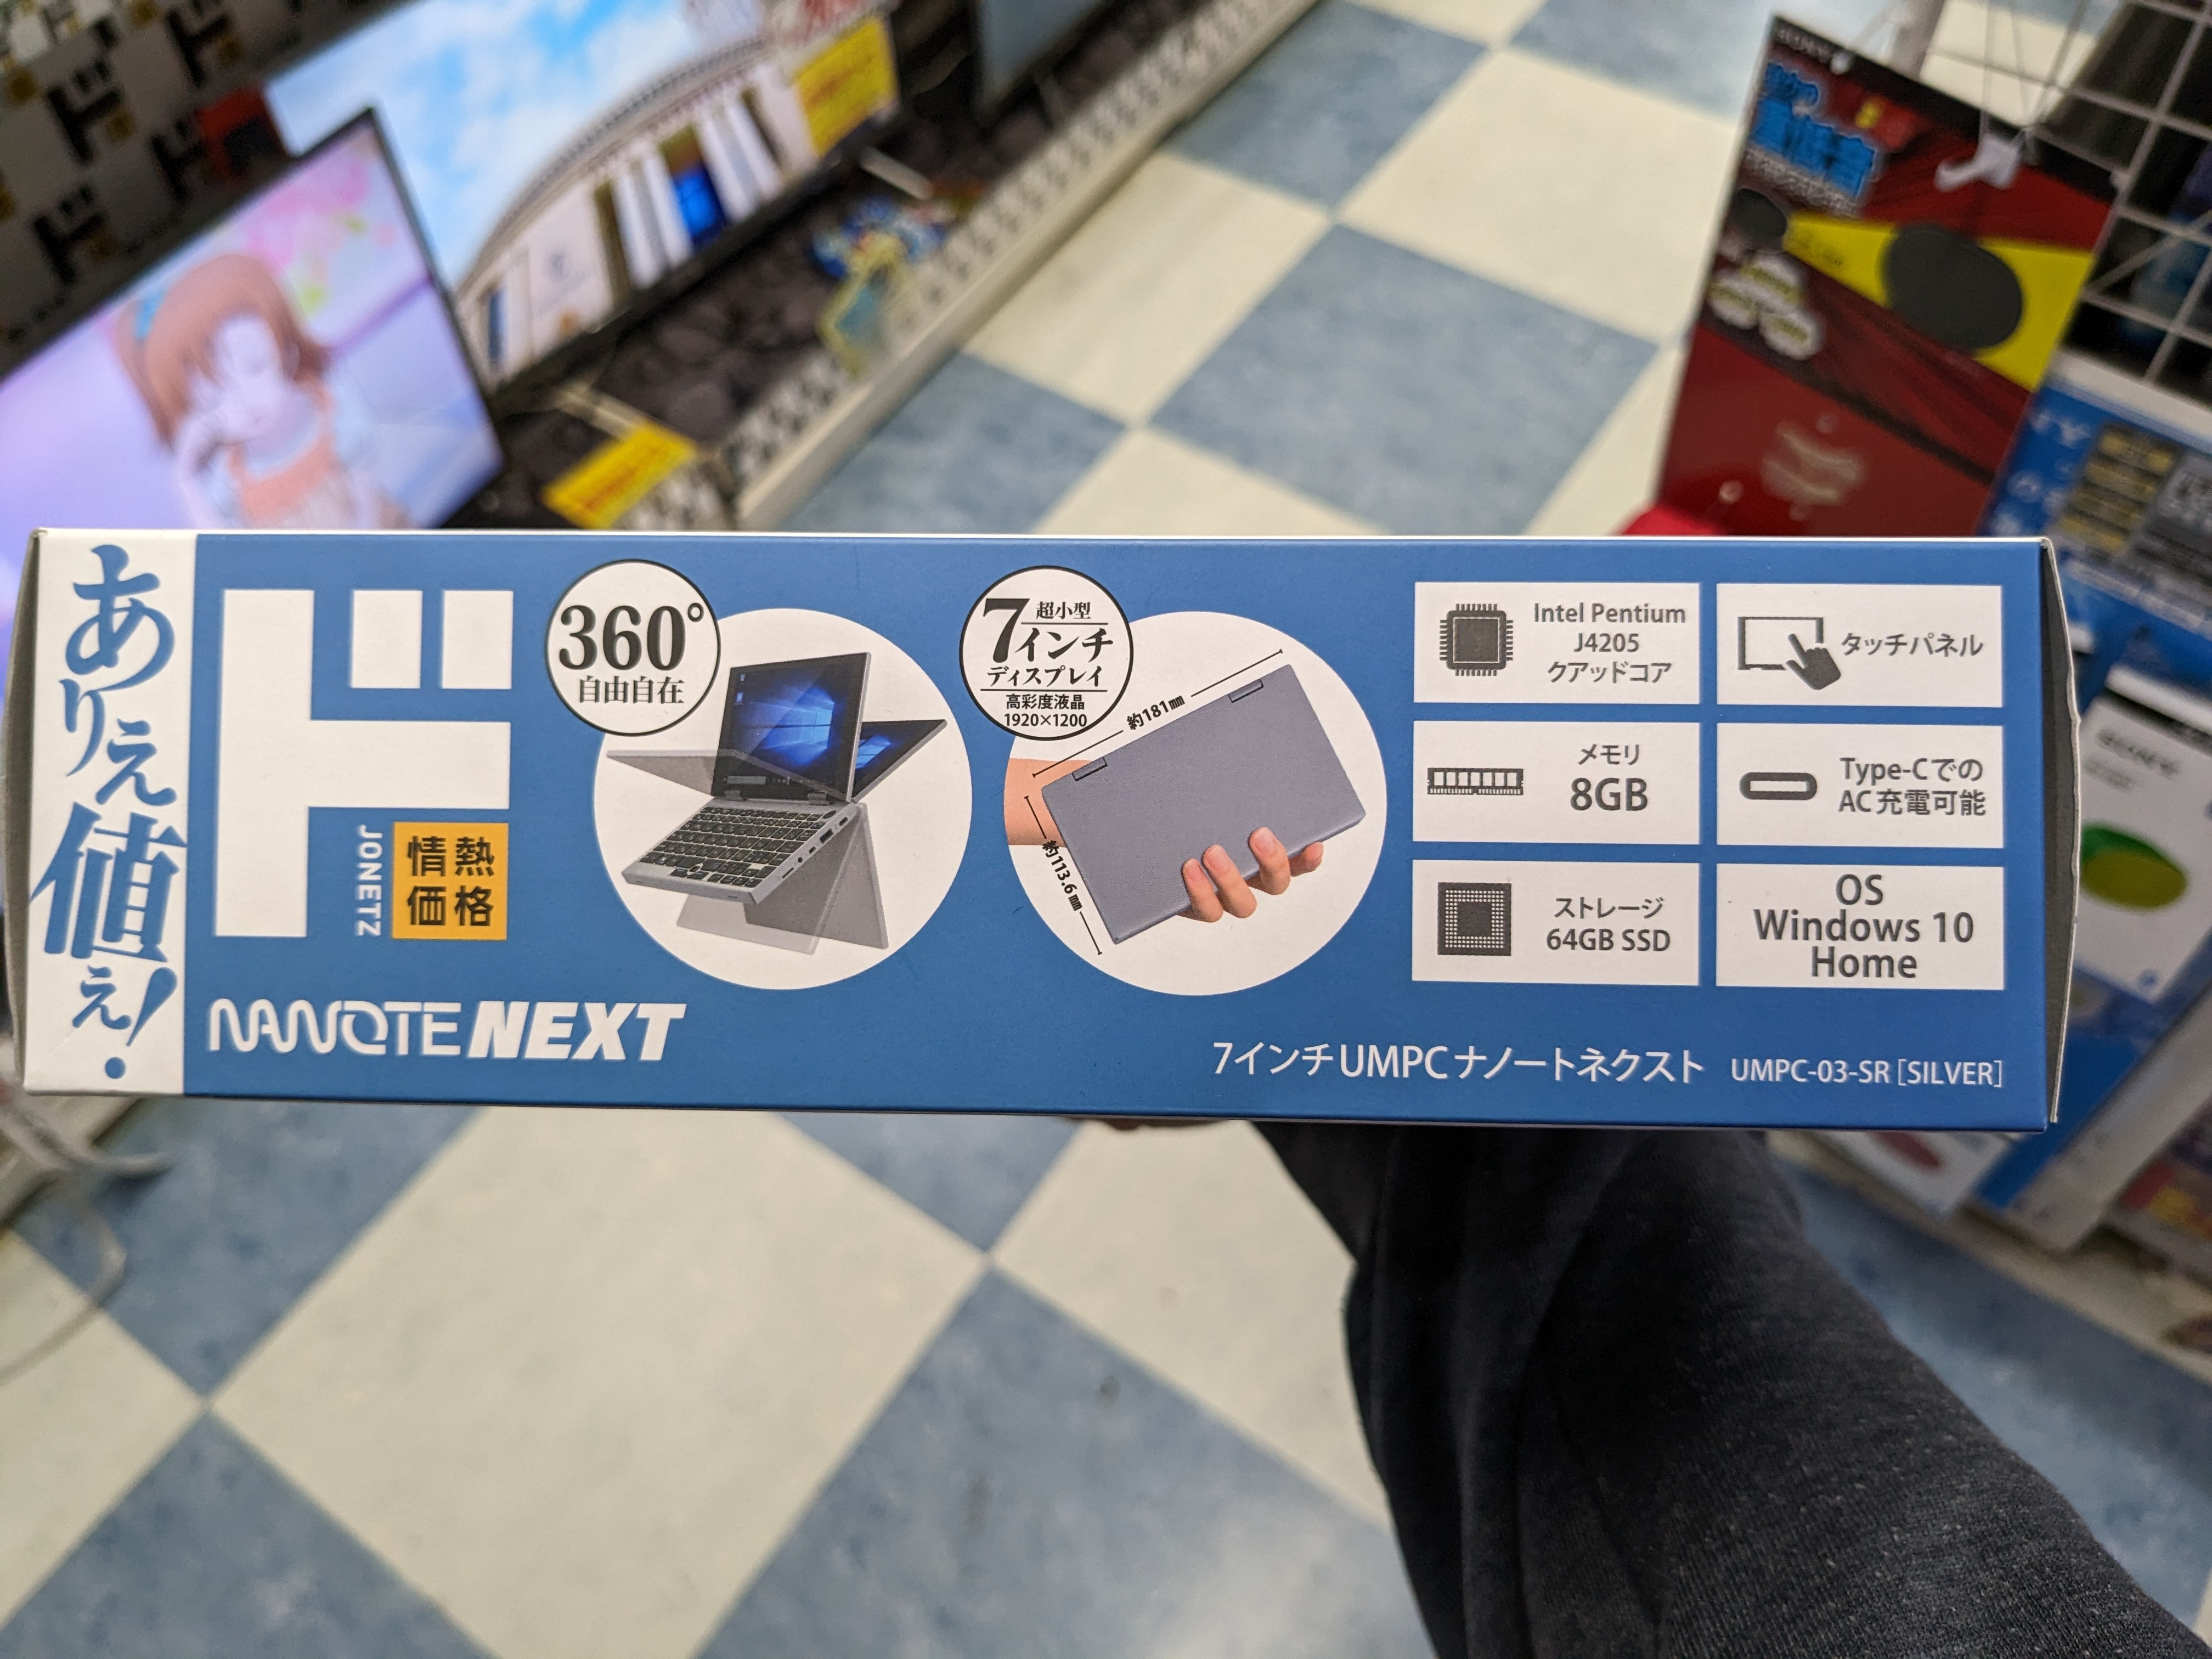 あり
え
値
ぇ!
ド
JONETZ
情熱
価格
NANOTE NEXT
360°
自由自在
超小型
7インチ
ディスプレイ
高彩度液晶
1920×1200
約181㎜
約113.6㎜
Intel Pentium
J4205
クアッドコア
タッチパネル
メモリ
8GB
Type-Cでの
AC充電可能
ストレージ
64GB SSD
OS
Windows 10
Home
7インチUMPCナノートネクスト UMPC-03-SR [SILVER]